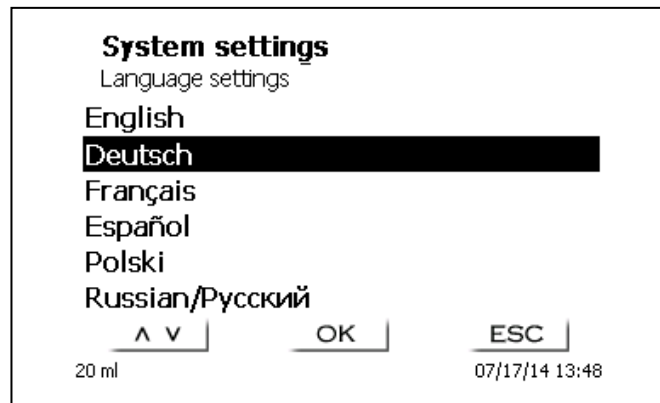 System settings
Language settings
English
Deutsch
Français
Español
Polski
Russian/Русский
∧ ∨ OK ESC
20 ml 07/17/14 13:48